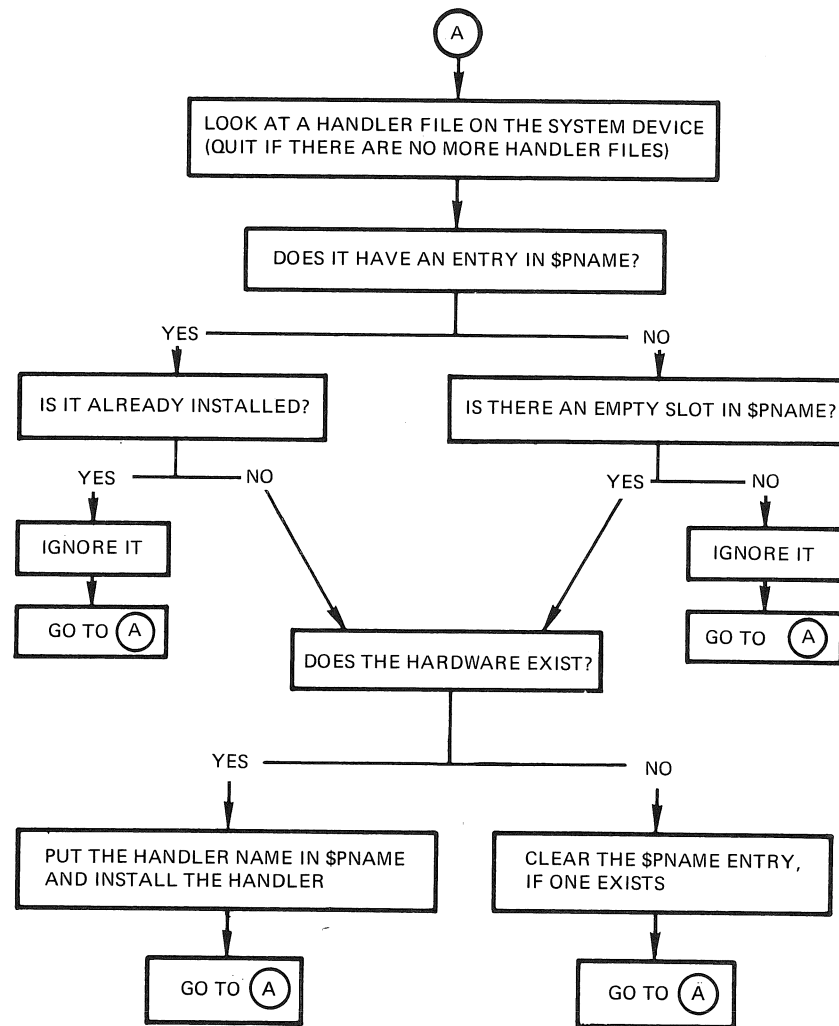 A
LOOK AT A HANDLER FILE ON THE SYSTEM DEVICE
(QUIT IF THERE ARE NO MORE HANDLER FILES)
DOES IT HAVE AN ENTRY IN $PNAME?
YES
NO
IS IT ALREADY INSTALLED?
IS THERE AN EMPTY SLOT IN $PNAME?
YES
NO
YES
NO
IGNORE IT
IGNORE IT
GO TO A
GO TO A
DOES THE HARDWARE EXIST?
YES
NO
PUT THE HANDLER NAME IN $PNAME
AND INSTALL THE HANDLER
CLEAR THE $PNAME ENTRY,
IF ONE EXISTS
GO TO A
GO TO A